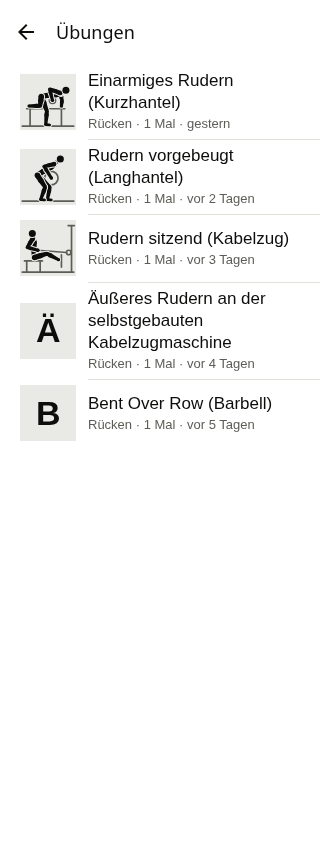 Übungen
Einarmiges Rudern
(Kurzhantel)
Rücken · 1 Mal · gestern
Rudern vorgebeugt
(Langhantel)
Rücken · 1 Mal · vor 2 Tagen
Rudern sitzend (Kabelzug)
Rücken · 1 Mal · vor 3 Tagen
Ä
Äußeres Rudern an der
selbstgebauten
Kabelzugmaschine
Rücken · 1 Mal · vor 4 Tagen
B
Bent Over Row (Barbell)
Rücken · 1 Mal · vor 5 Tagen